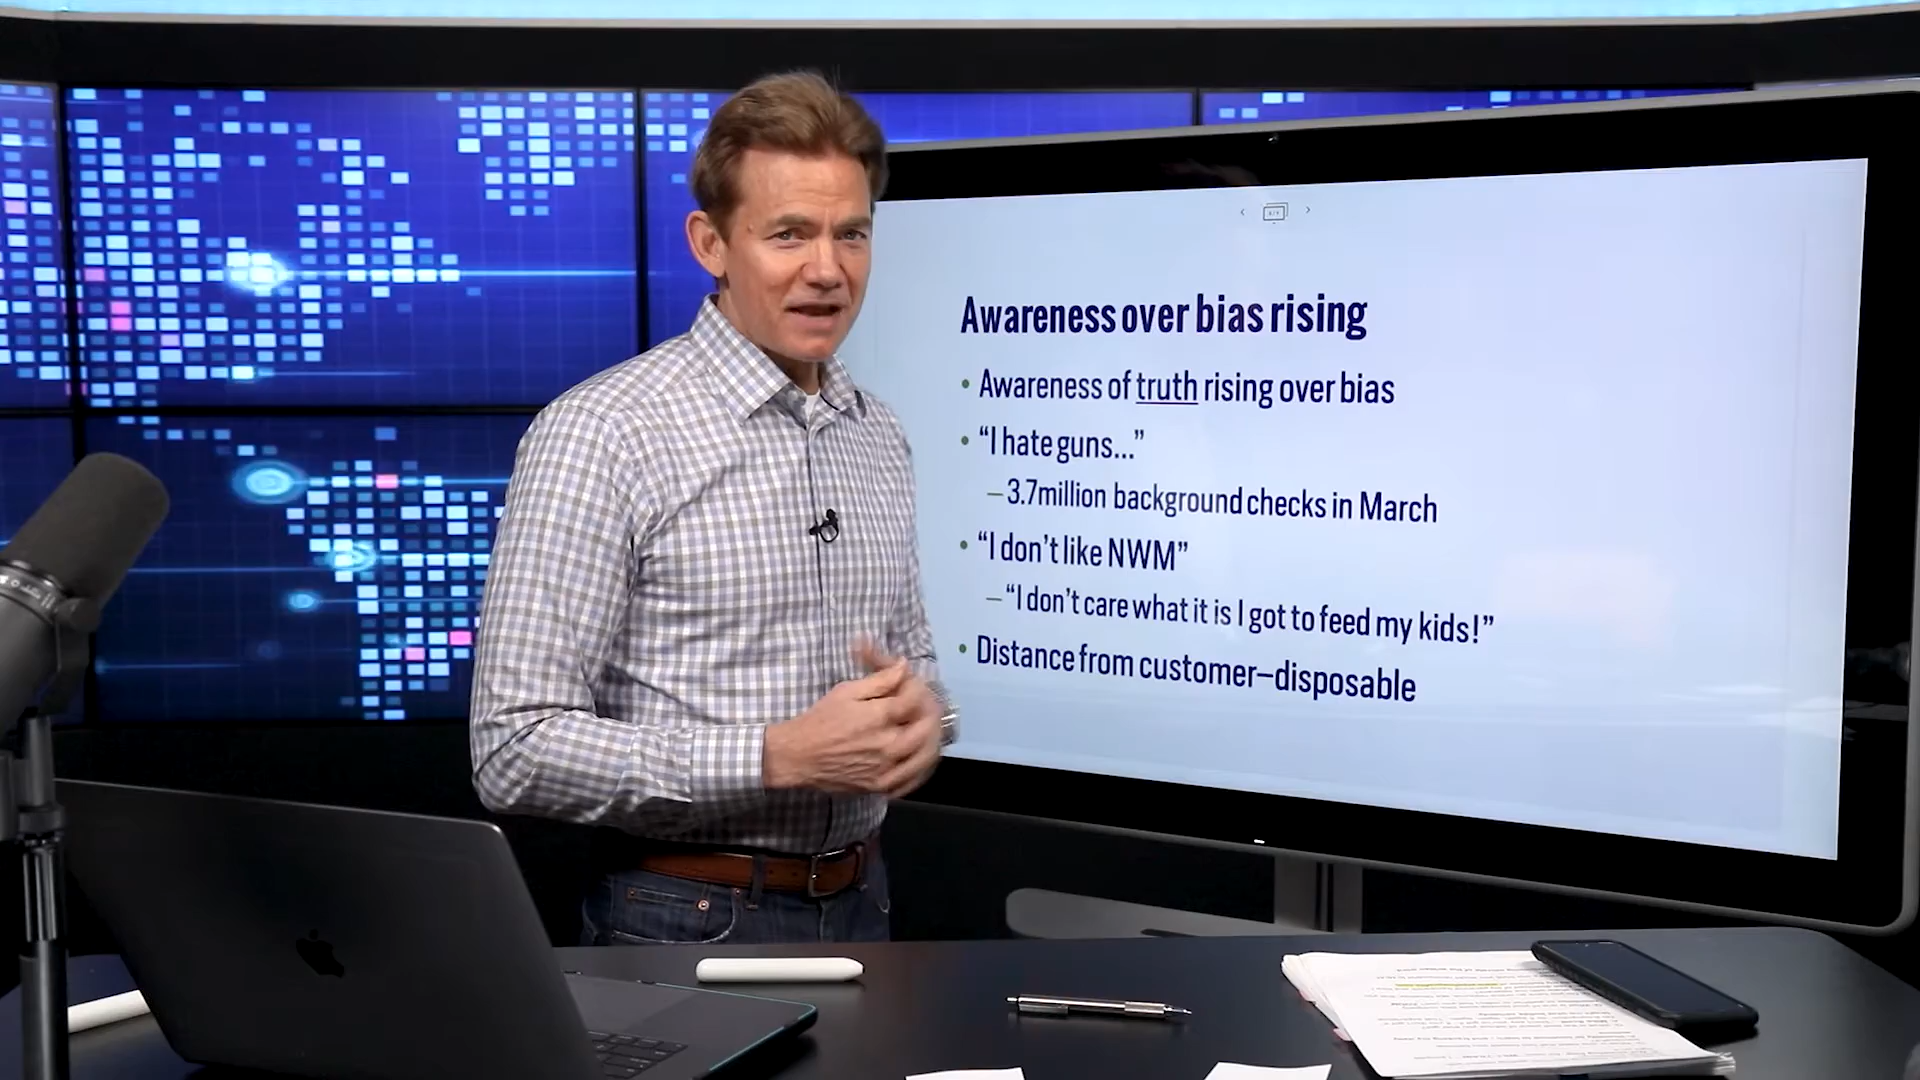 Awareness over bias rising
• Awareness of truth rising over bias
• “I hate guns...”
–3.7million background checks in March
• “I don’t like NWM”
–“I don’t care what it is I got to feed my kids!”
• Distance from customer–disposable